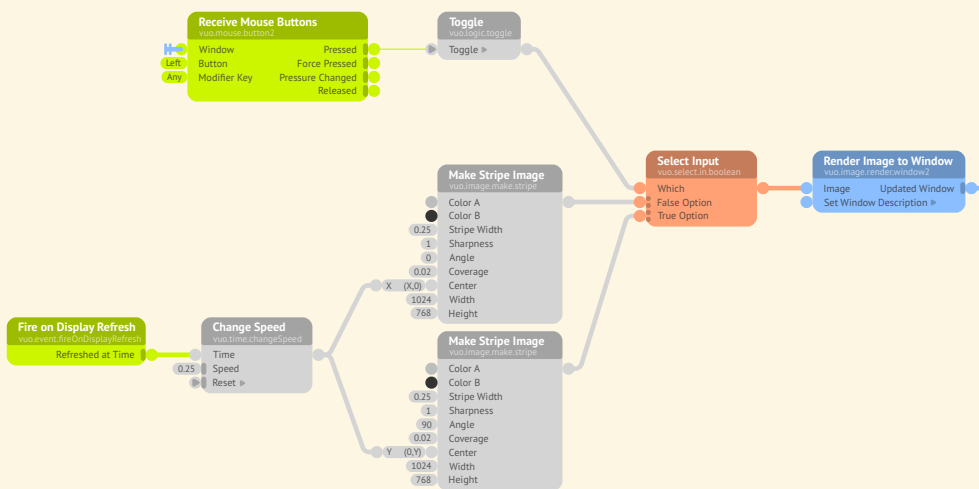 Receive Mouse Buttons
vuo.mouse.button2
Window Pressed
Left Button Force Pressed
Any Modifier Key Pressure Changed
Released
Toggle
vuo.logic.toggle
Toggle
Select Input
vuo.select.in.boolean
Which
False Option
True Option
Render Image to Window
vuo.image.render.window2
Image Updated Window
Set Window Description
Make Stripe Image
vuo.image.make.stripe
Color A
Color B
0.25 Stripe Width
1 Sharpness
0 Angle
0.02 Coverage
X (X,0) Center
1024 Width
768 Height
Fire on Display Refresh
vuo.event.fireOnDisplayRefresh
Refreshed at Time
Change Speed
vuo.time.changeSpeed
Time
0.25 Speed
Reset
Make Stripe Image
vuo.image.make.stripe
Color A
Color B
0.25 Stripe Width
1 Sharpness
90 Angle
0.02 Coverage
Y (0,Y) Center
1024 Width
768 Height